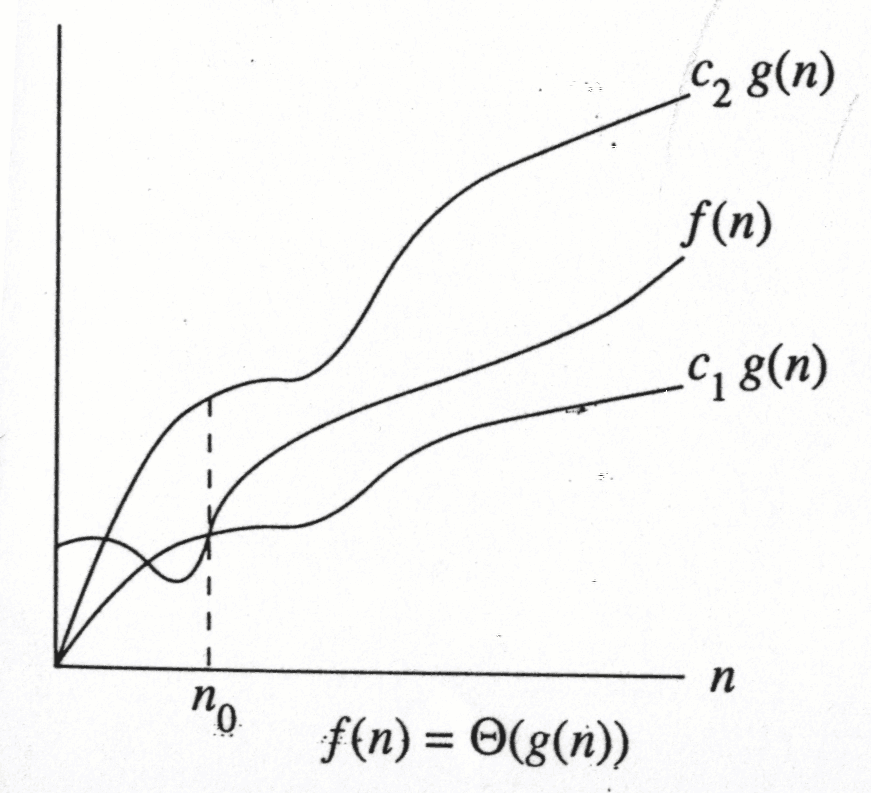 c₂ g(n)
f(n)
c₁ g(n)
n
n₀
f(n) = Θ(g(n))